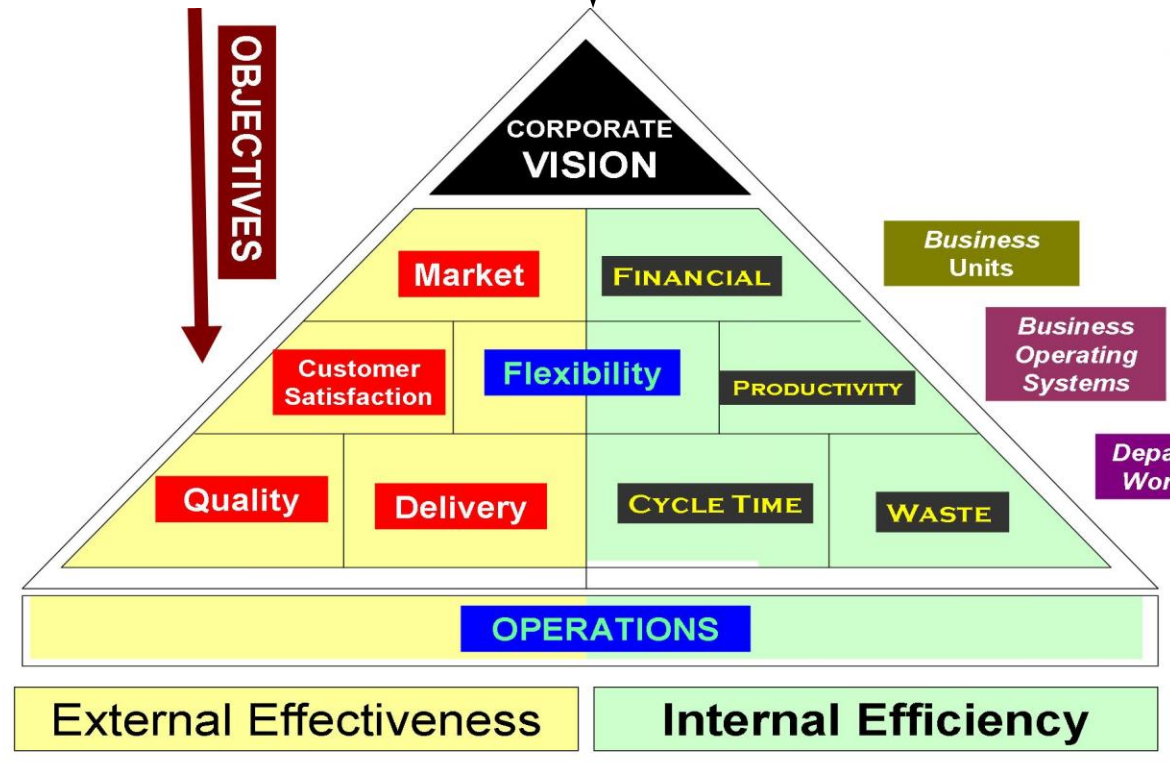 OBJECTIVES
CORPORATE
VISION
Market
FINANCIAL
Business
Units
Customer
Satisfaction
Flexibility
PRODUCTIVITY
Business
Operating
Systems
Quality
Delivery
CYCLE TIME
WASTE
OPERATIONS
External Effectiveness
Internal Efficiency